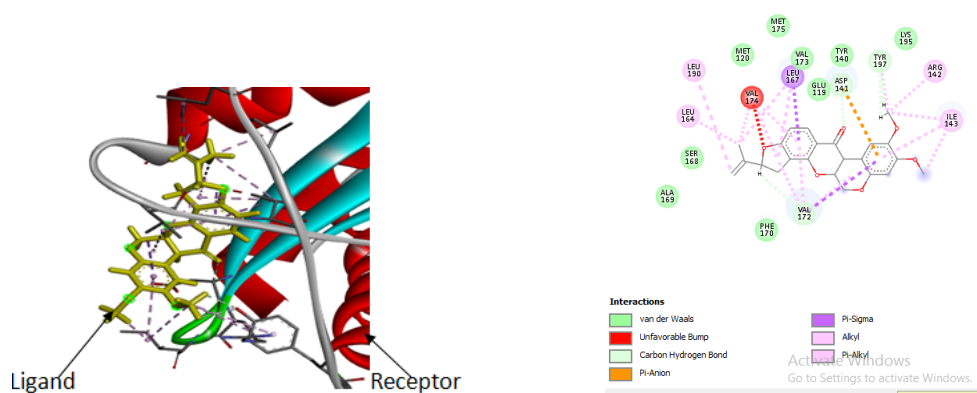 Ligand
Receptor
MET
175
LYS
195
MET
120
VAL
173
TYR
140
TYR
197
LEU
190
LEU
167
GLU
119
ASP
141
ARG
142
VAL
174
LEU
164
ILE
143
SER
168
ALA
169
VAL
172
PHE
170
O
O
O
O
O
O
H
H
Interactions
van der Waals
Unfavorable Bump
Carbon Hydrogen Bond
Pi-Anion
Pi-Sigma
Alkyl
Pi-Alkyl
Activate Windows
Go to Settings to activate Windows.